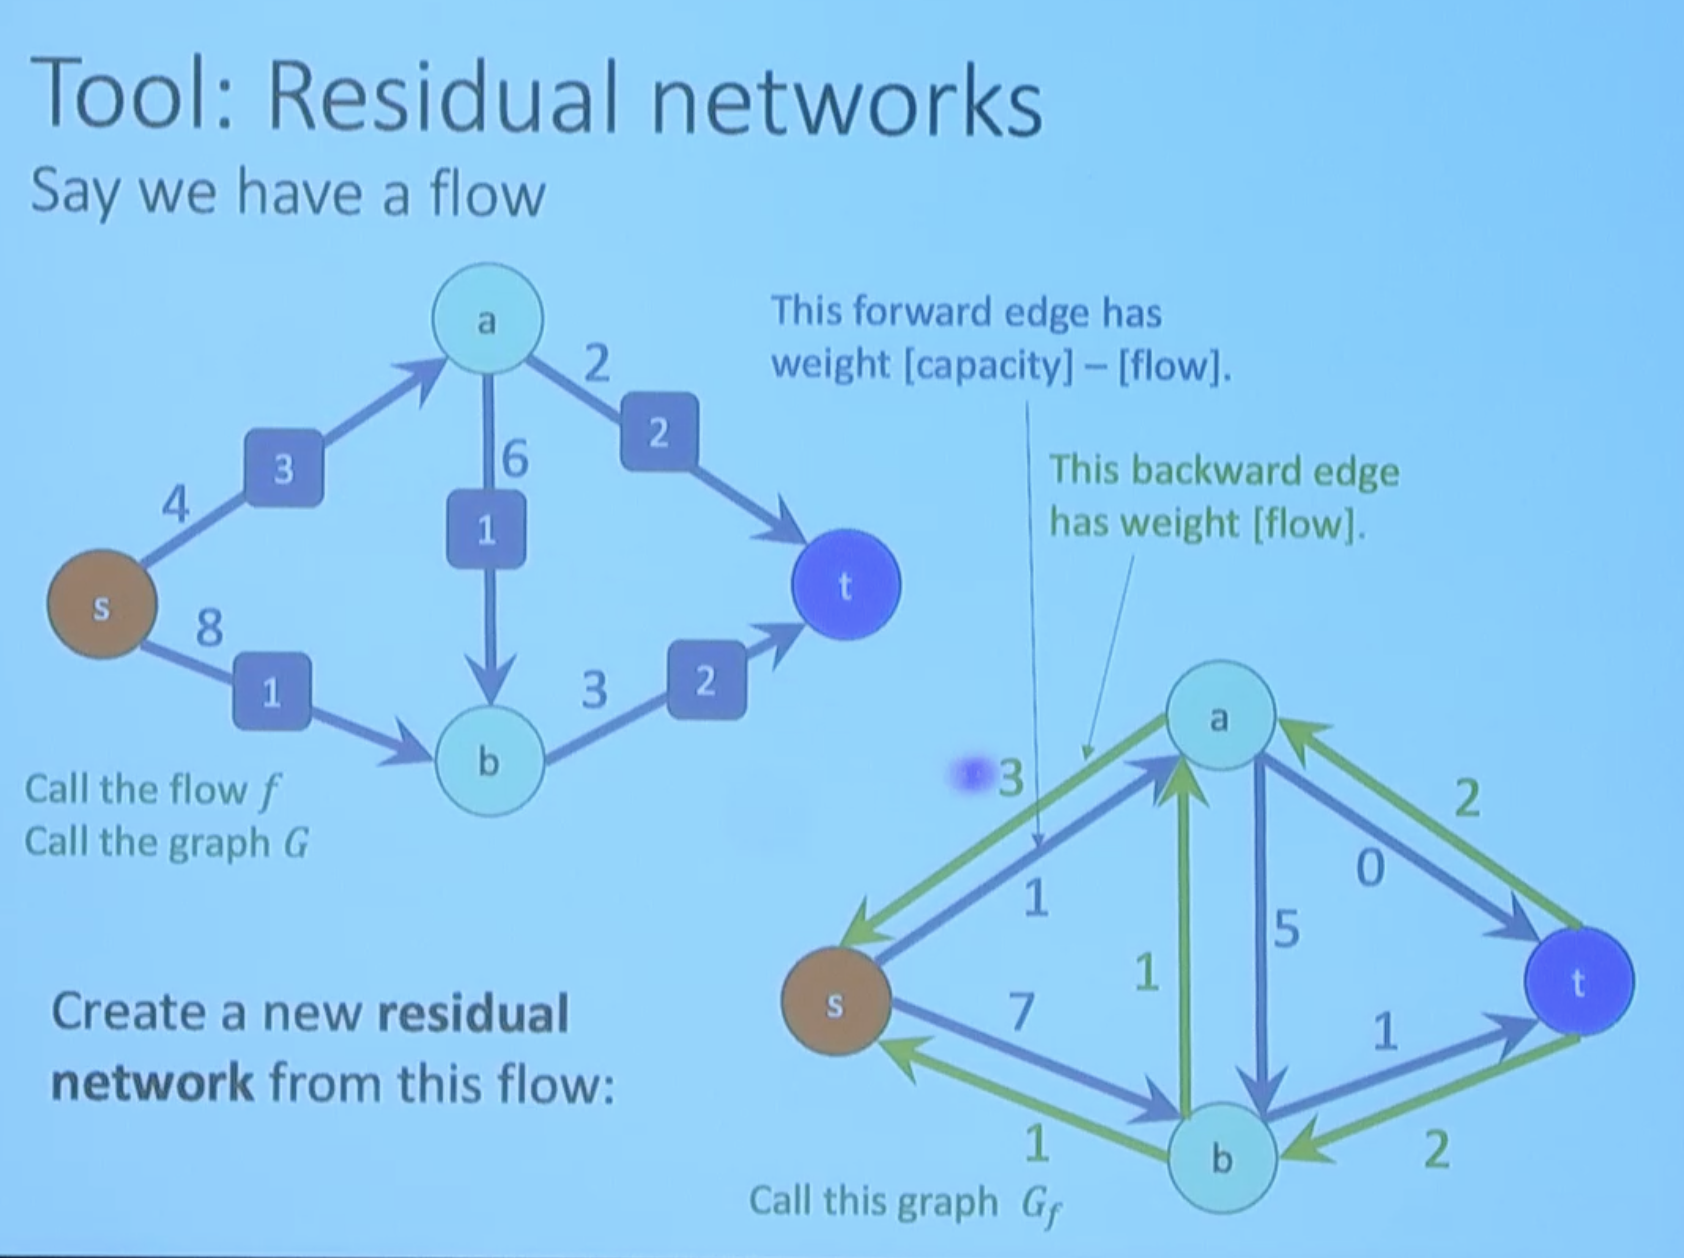 Tool: Residual networks
Say we have a flow
a
2
2
3
6
4
1
t
s
8
1
3
2
b
Call the flow f
Call the graph G
This forward edge has
weight [capacity] – [flow].
This backward edge
has weight [flow].
Create a new residual
network from this flow:
a
3
2
0
1
5
1
t
s
7
1
1
b
2
Call this graph G_f